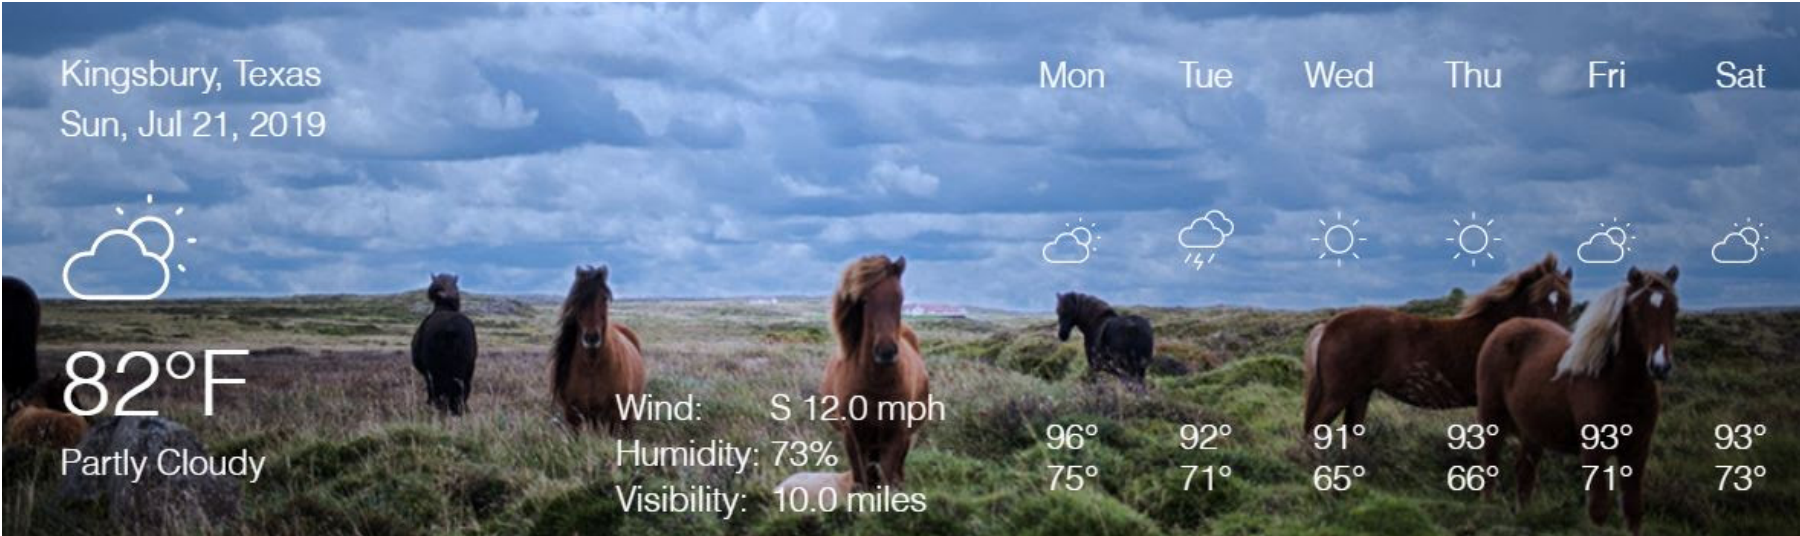 Kingsbury, Texas
Sun, Jul 21, 2019
82°F
Partly Cloudy
Wind: S 12.0 mph
Humidity: 73%
Visibility: 10.0 miles
Mon Tue Wed Thu Fri Sat
96° 92° 91° 93° 93° 93°
75° 71° 65° 66° 71° 73°